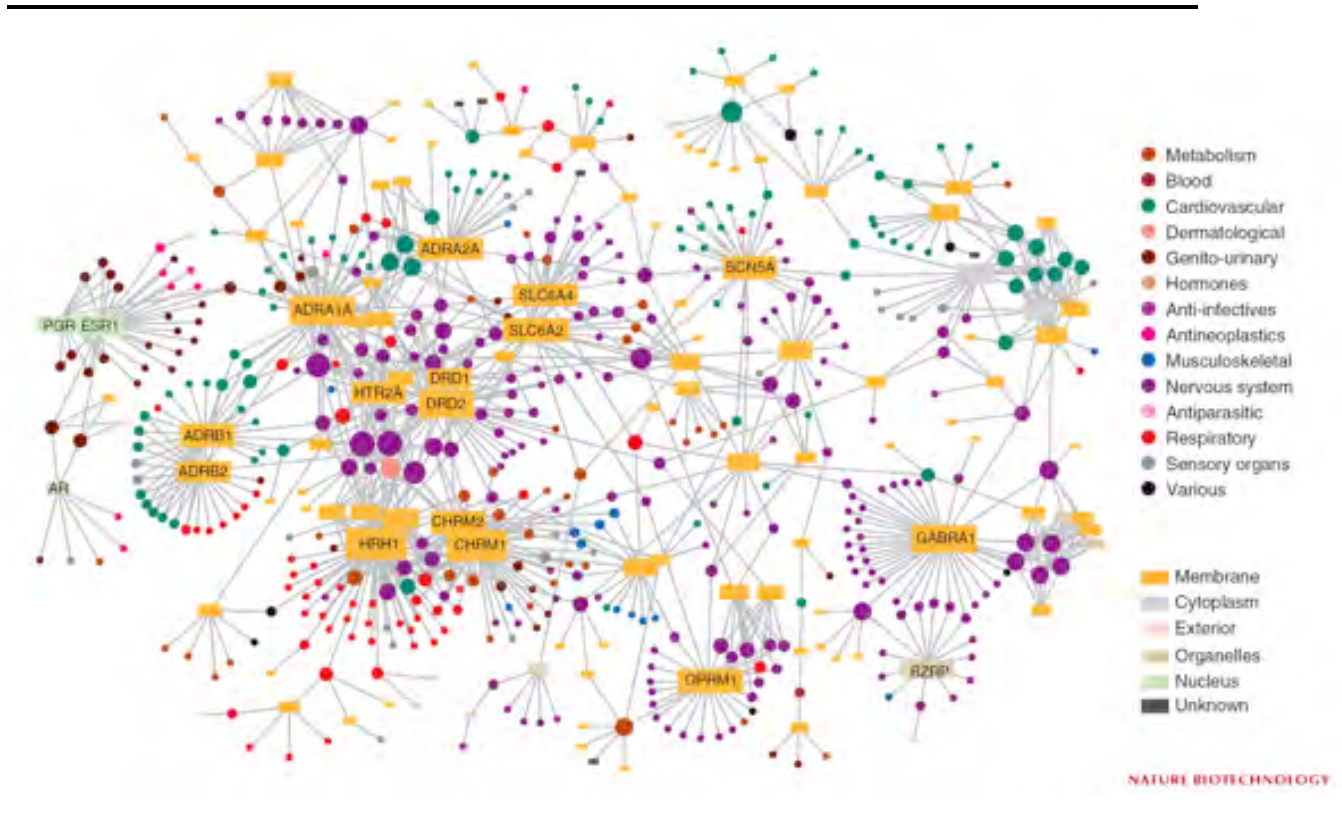 ADRA2A
SCN5A
SLC6A4
ADRA1A
PGR ESR1
SLC6A2
DRD1
HTR2A
DRD2
ADRB1
ADRB2
AR
CHRM2
HRH1
CHRM1
GABRA1
OPRM1
BZRP
Metabolism
Blood
Cardiovascular
Dermatological
Genito-urinary
Hormones
Anti-infectives
Antineoplastics
Musculoskeletal
Nervous system
Antiparasitic
Respiratory
Sensory organs
Various
Membrane
Cytoplasm
Exterior
Organelles
Nucleus
Unknown
NATURE BIOTECHNOLOGY